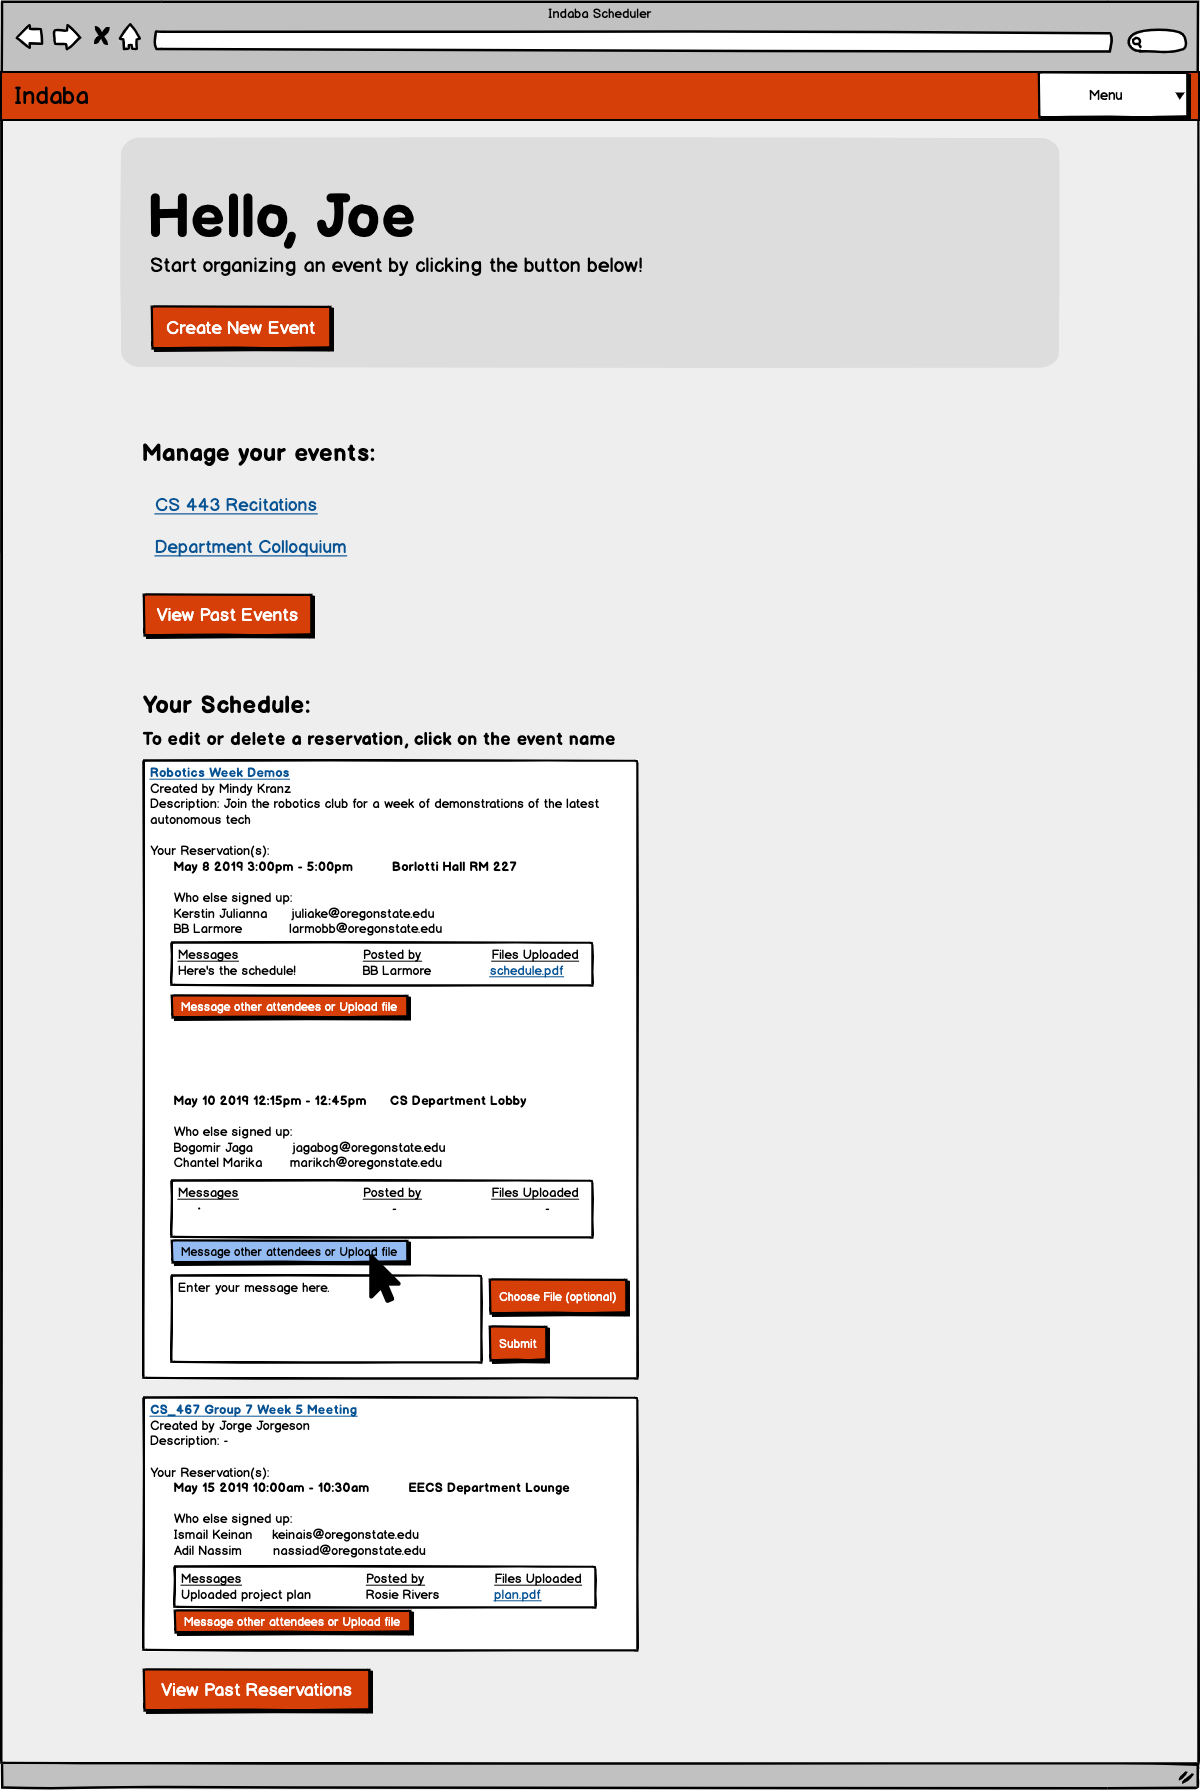 Indaba Scheduler
Indaba
Menu
Hello, Joe
Start organizing an event by clicking the button below!
Create New Event
Manage your events:
CS 443 Recitations
Department Colloquium
View Past Events
Your Schedule:
To edit or delete a reservation, click on the event name
Robotics Week Demos
Created by Mindy Kranz
Description: Join the robotics club for a week of demonstrations of the latest
autonomous tech
Your Reservation(s):
May 8 2019 3:00pm - 5:00pm Borlotti Hall RM 227
Who else signed up:
Kerstin Julianna juliake@oregonstate.edu
BB Larmore larmobb@oregonstate.edu
Messages Posted by Files Uploaded
Here's the schedule! BB Larmore schedule.pdf
Message other attendees or Upload file
May 10 2019 12:15pm - 12:45pm CS Department Lobby
Who else signed up:
Bogomir Jaga jagabog@oregonstate.edu
Chantel Marika marikch@oregonstate.edu
Messages Posted by Files Uploaded
- - -
Message other attendees or Upload file
Enter your message here.
Choose File (optional)
Submit
CS_467 Group 7 Week 5 Meeting
Created by Jorge Jorgeson
Description: -
Your Reservation(s):
May 15 2019 10:00am - 10:30am EECS Department Lounge
Who else signed up:
Ismail Keinan keinais@oregonstate.edu
Adil Nassim nassiad@oregonstate.edu
Messages Posted by Files Uploaded
Uploaded project plan Rosie Rivers plan.pdf
Message other attendees or Upload file
View Past Reservations